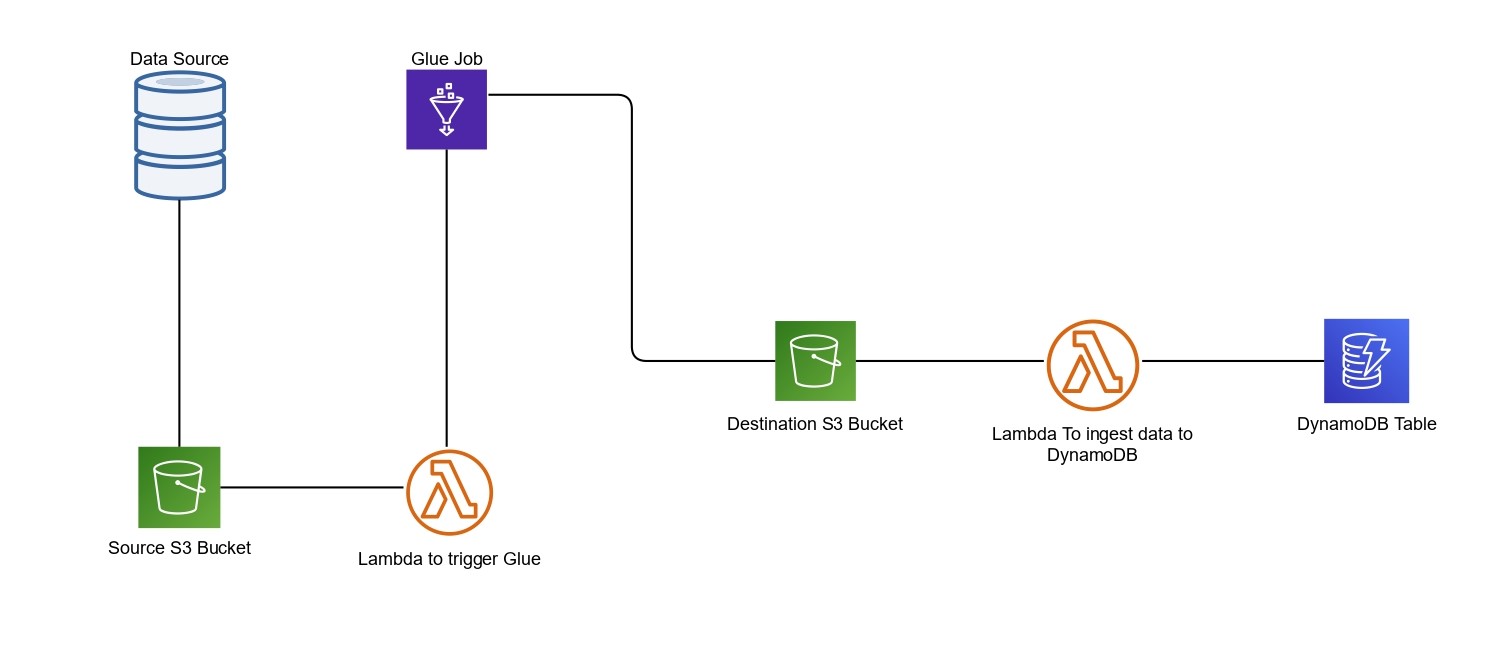 Data Source
Glue Job
Destination S3 Bucket
Lambda To ingest data to
DynamoDB
DynamoDB Table
Source S3 Bucket
Lambda to trigger Glue